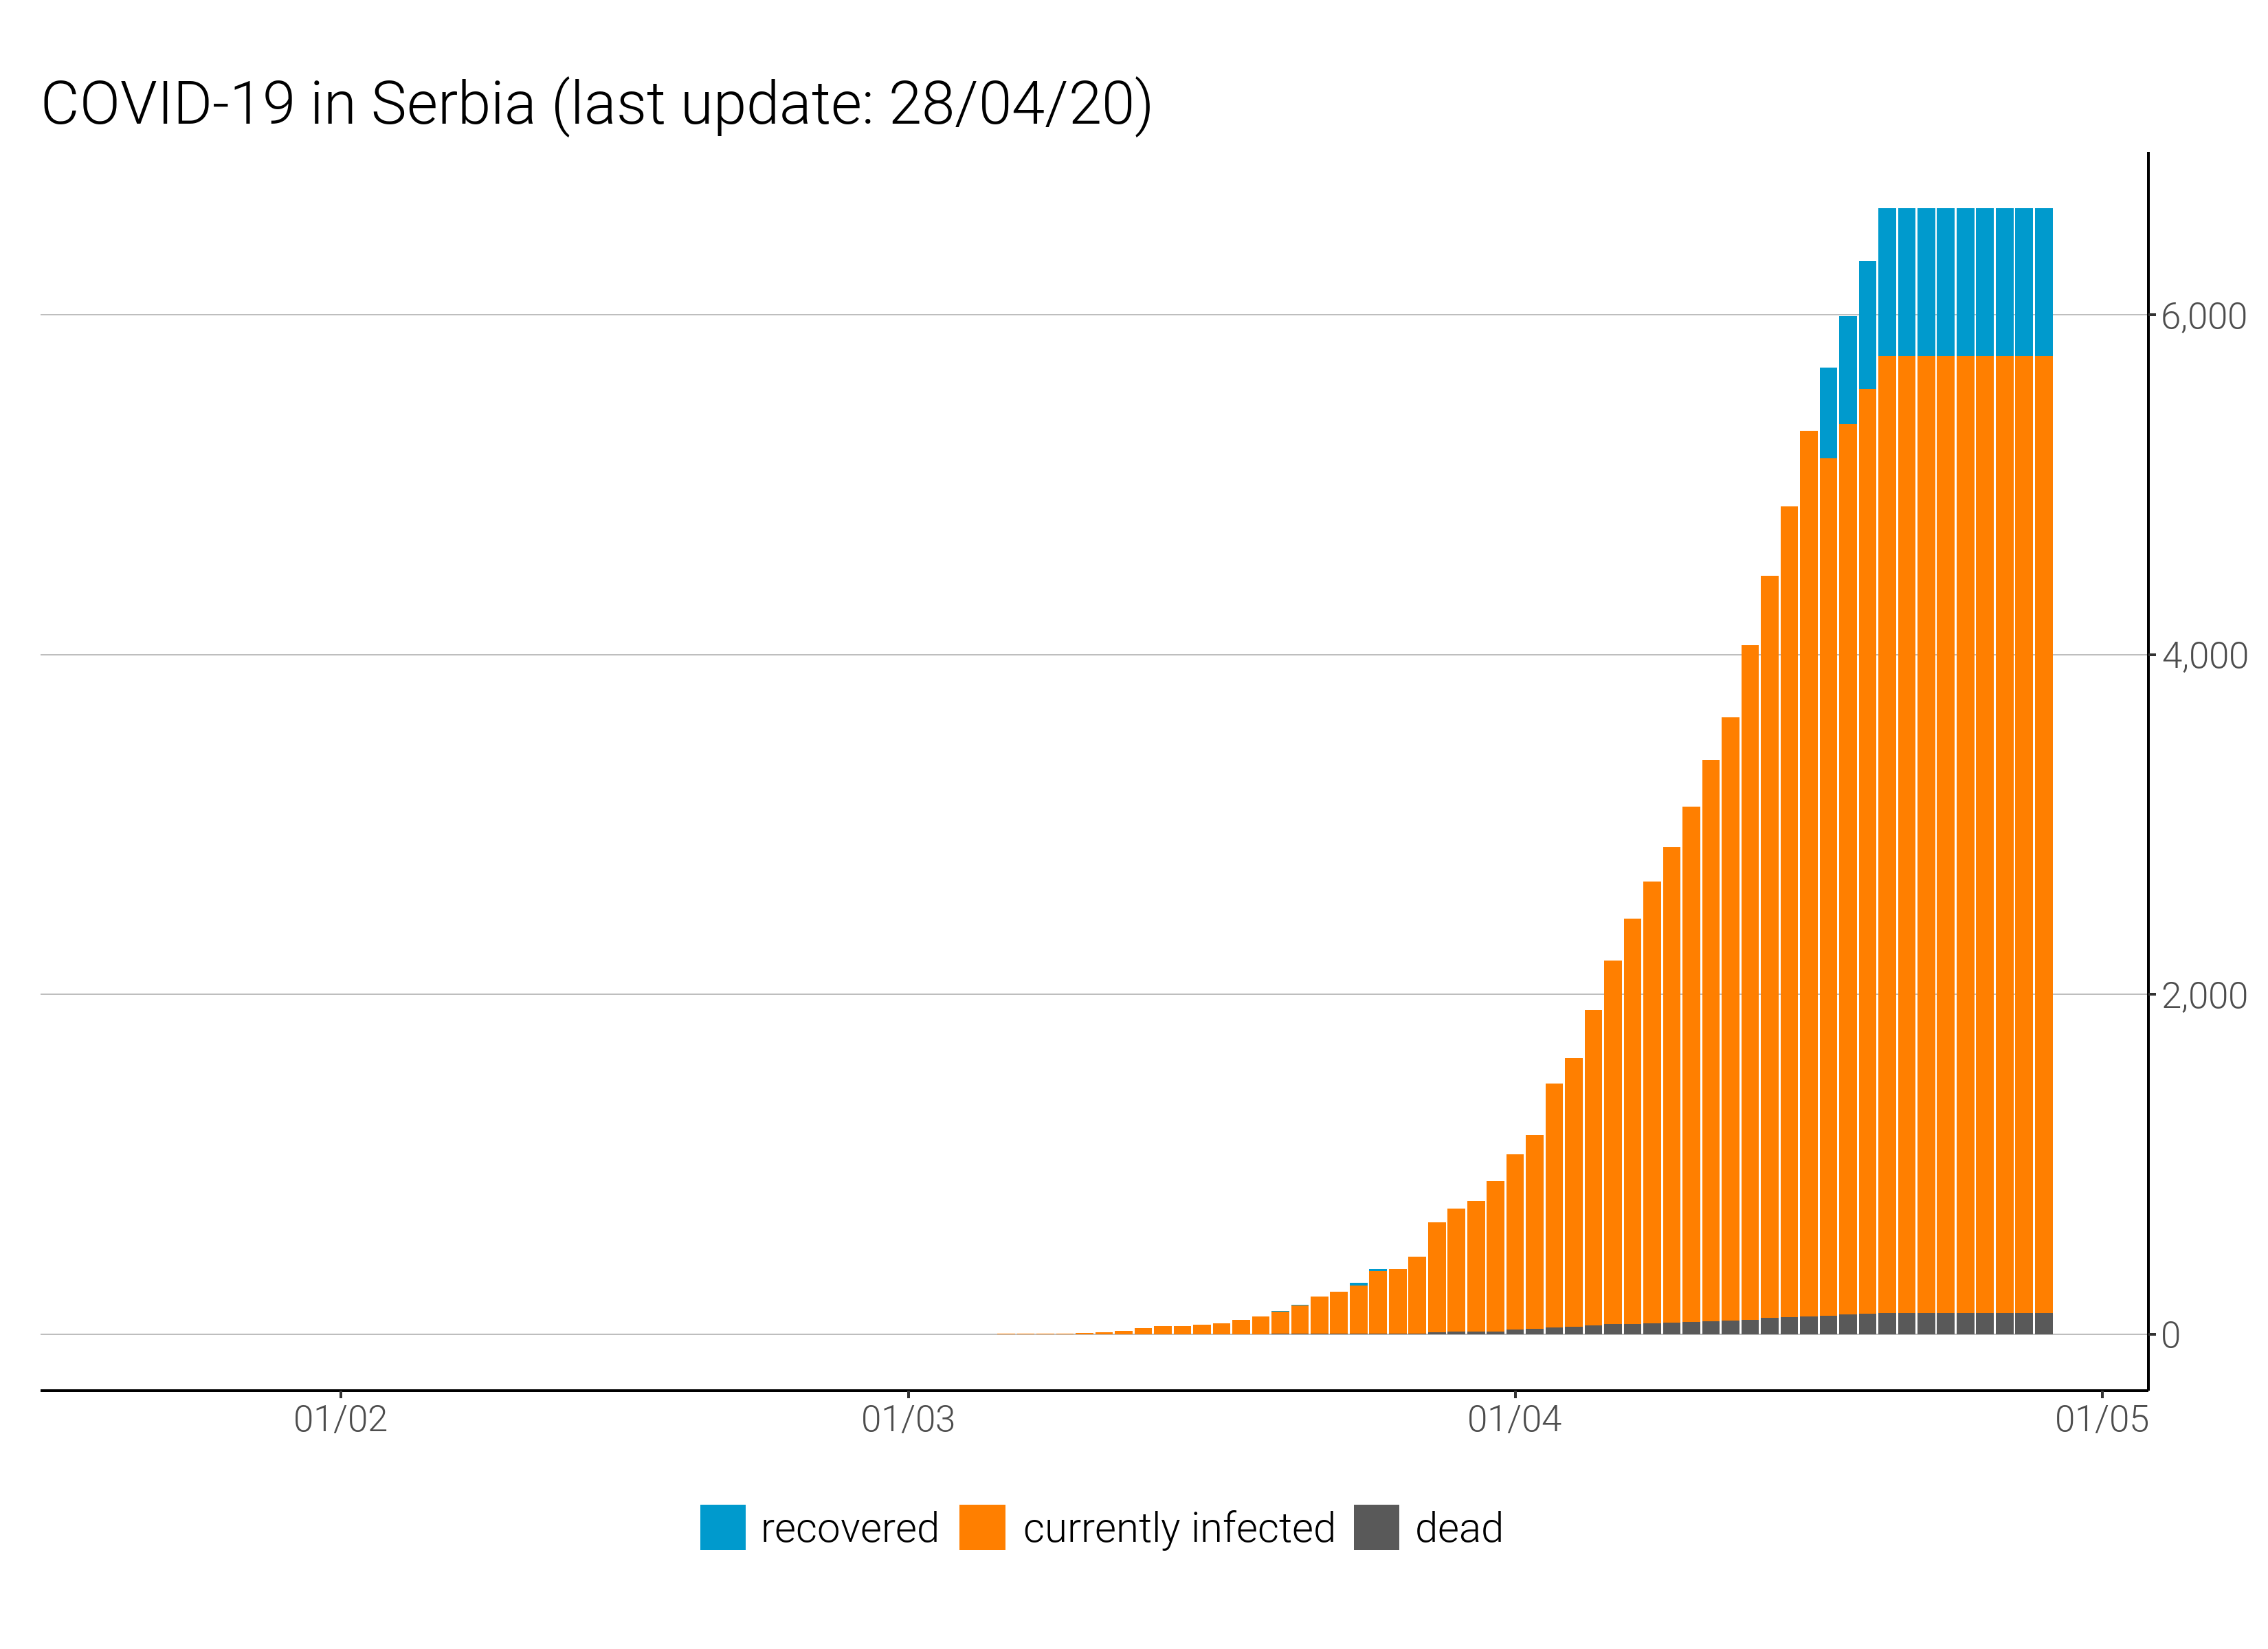 COVID-19 in Serbia (last update: 28/04/20)
6,000
4,000
2,000
0
01/02 01/03 01/04 01/05
recovered currently infected dead